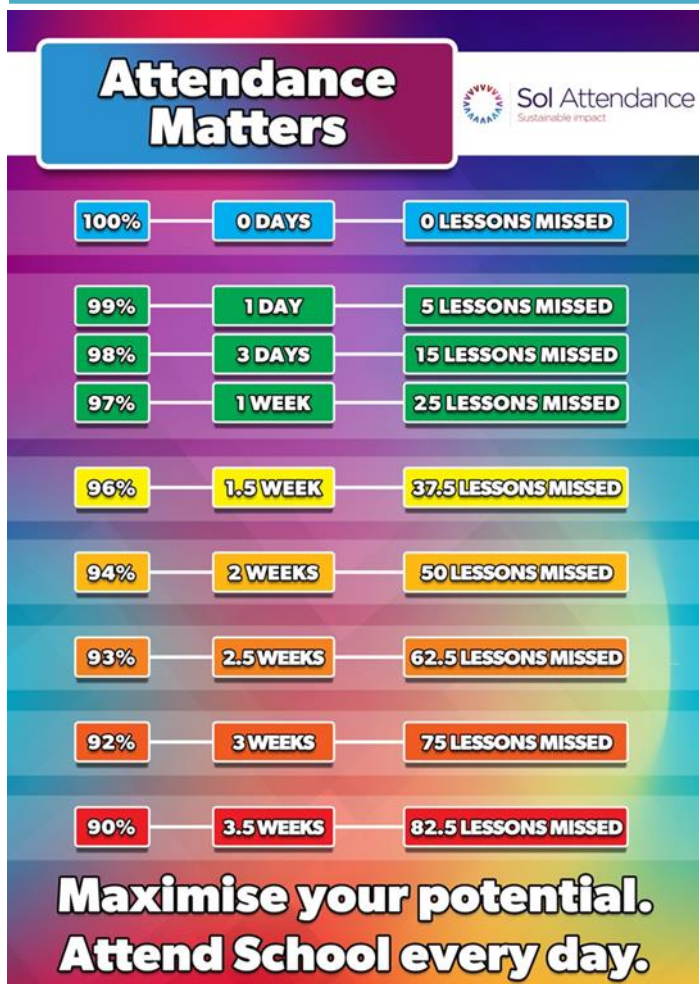 Attendance
Matters
Sol Attendance
Sustainable impact
100% 0 DAYS 0 LESSONS MISSED
99% 1 DAY 5 LESSONS MISSED
98% 3 DAYS 15 LESSONS MISSED
97% 1 WEEK 25 LESSONS MISSED
96% 1.5 WEEK 37.5 LESSONS MISSED
94% 2 WEEKS 50 LESSONS MISSED
93% 2.5 WEEKS 62.5 LESSONS MISSED
92% 3 WEEKS 75 LESSONS MISSED
90% 3.5 WEEKS 82.5 LESSONS MISSED
Maximise your potential.
Attend School every day.